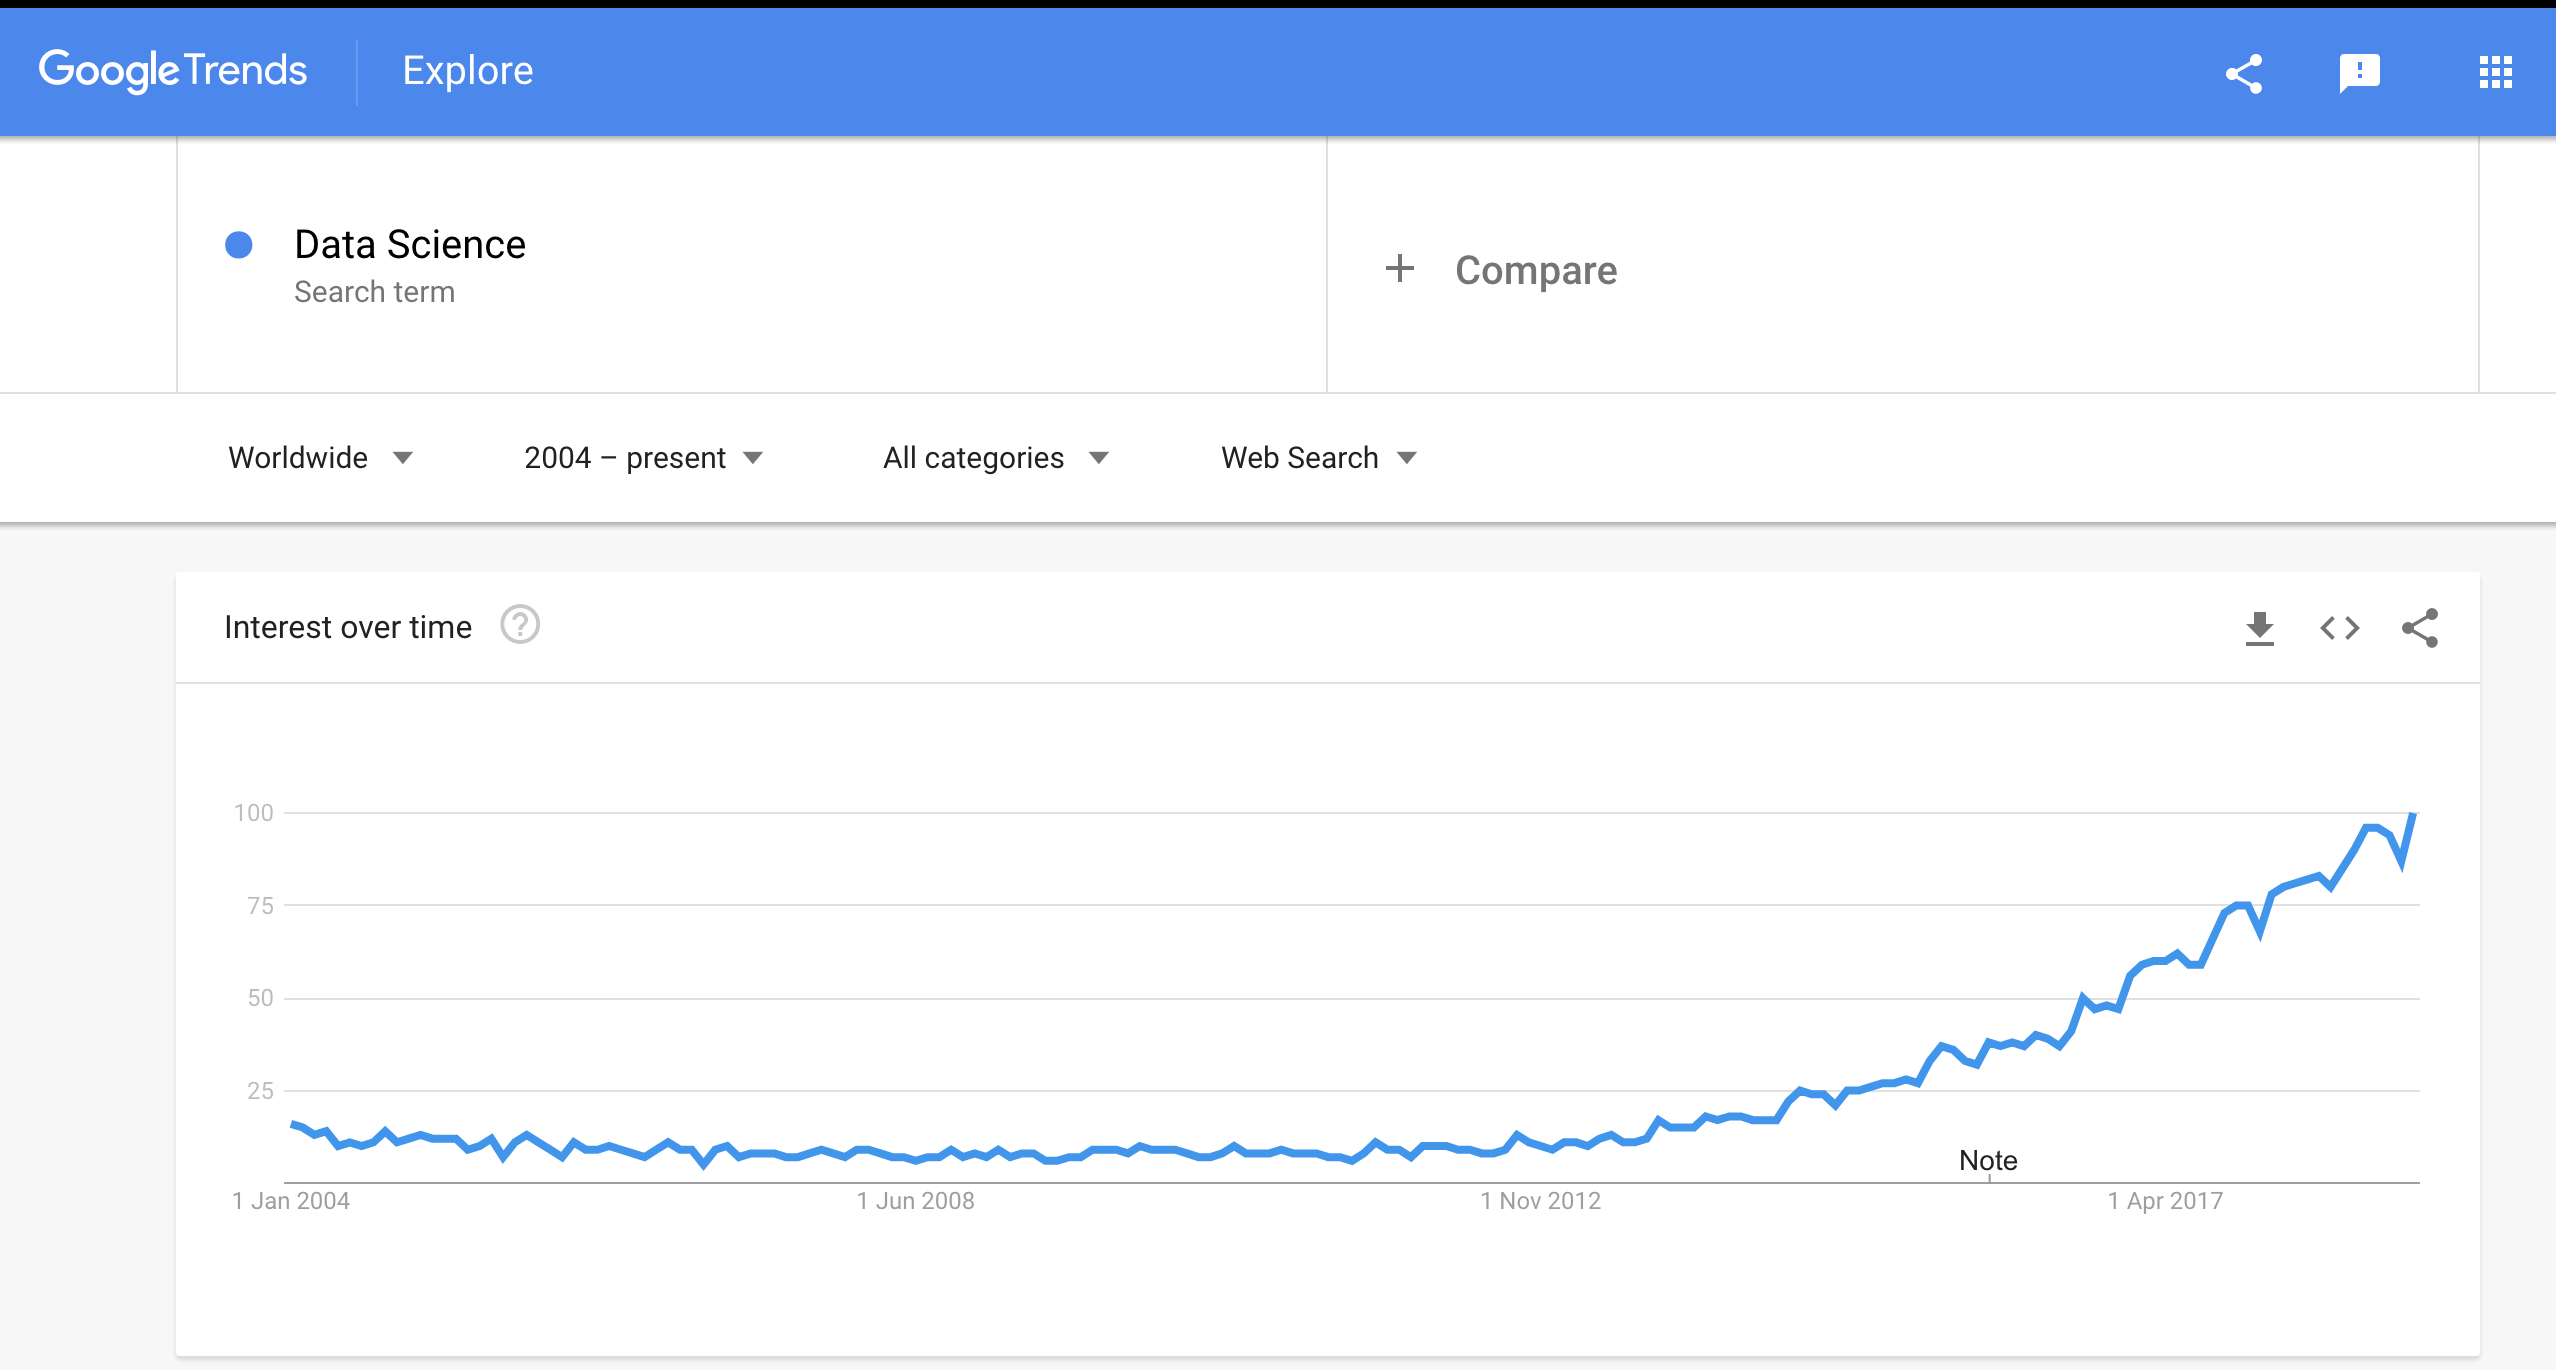 Google Trends Explore
Data Science
Search term
+ Compare
Worldwide 2004 – present All categories Web Search
Interest over time ?
100
75
50
25
Note
1 Jan 2004 1 Jun 2008 1 Nov 2012 1 Apr 2017